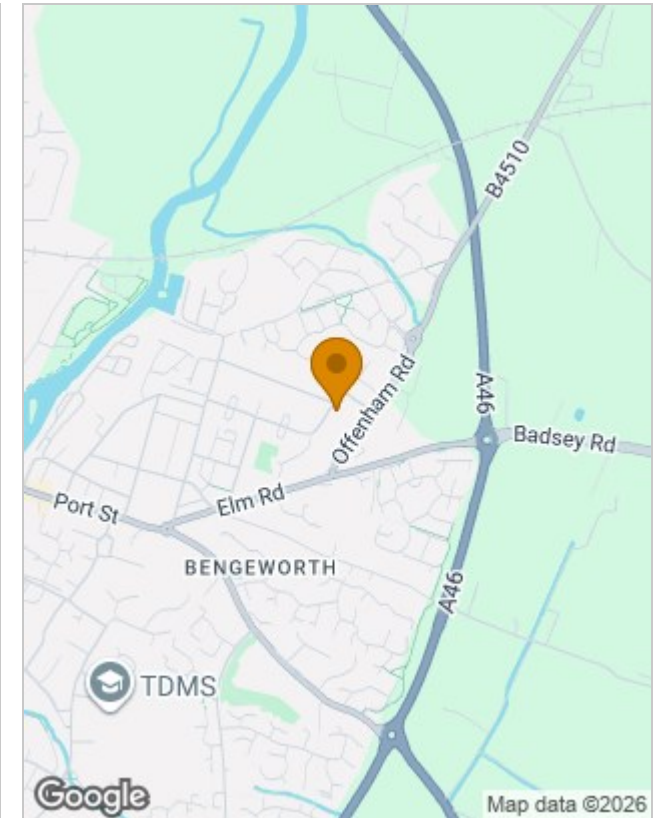 B4510
A46
Offenham Rd
Badsey Rd
Elm Rd
Port St
BENGEWORTH
A46
TDMS
Google
Map data ©2026